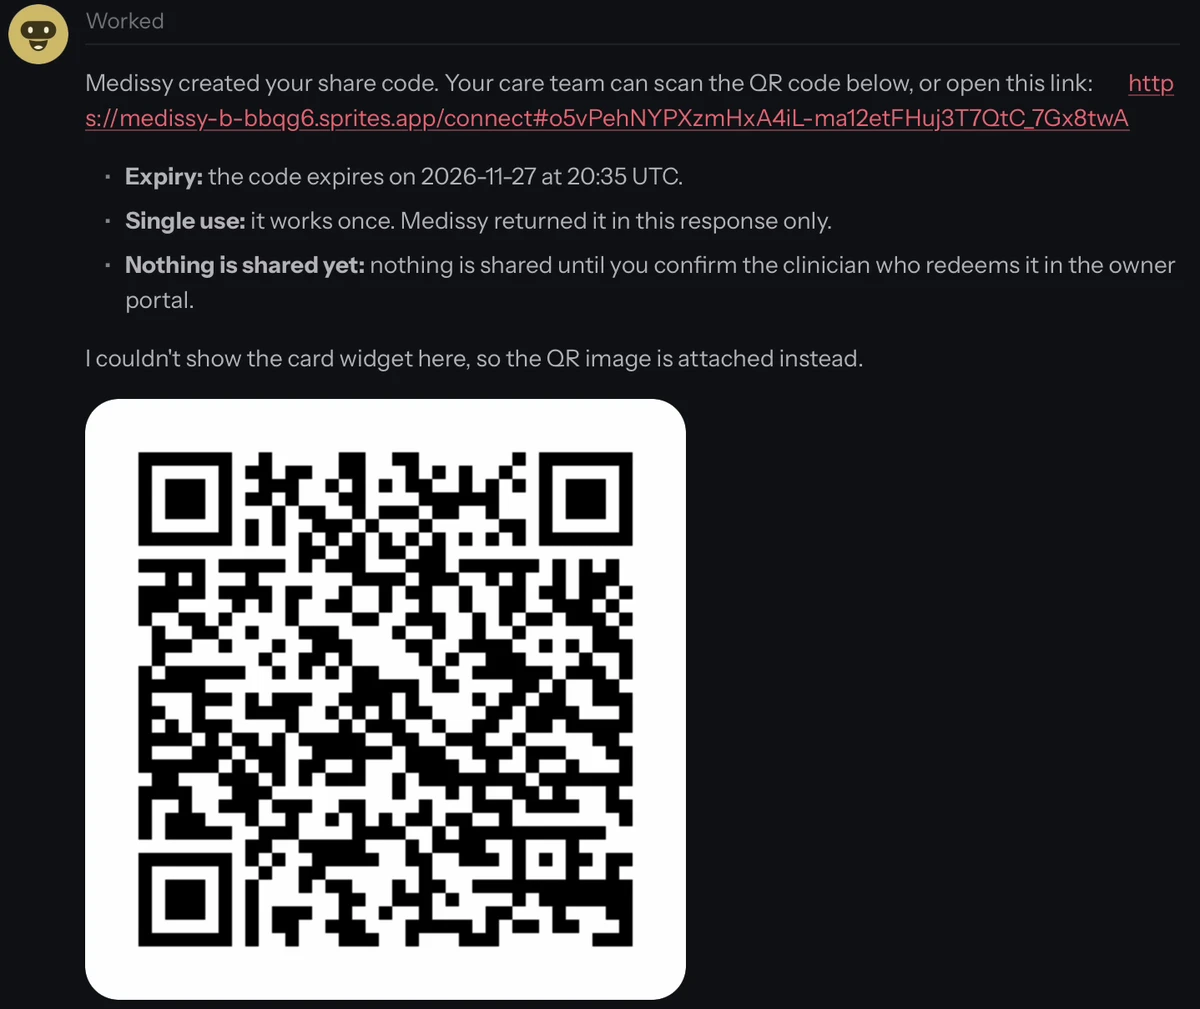 Worked
Medissy created your share code. Your care team can scan the QR code below, or open this link: http
s://medissy-b-bbqg6.sprites.app/connect#o5vPehNYPXzmHxA4iL-ma12etFHuj3T7QtC_7Gx8twA
· Expiry: the code expires on 2026-11-27 at 20:35 UTC.
· Single use: it works once. Medissy returned it in this response only.
· Nothing is shared yet: nothing is shared until you confirm the clinician who redeems it in the owner
portal.
I couldn't show the card widget here, so the QR image is attached instead.